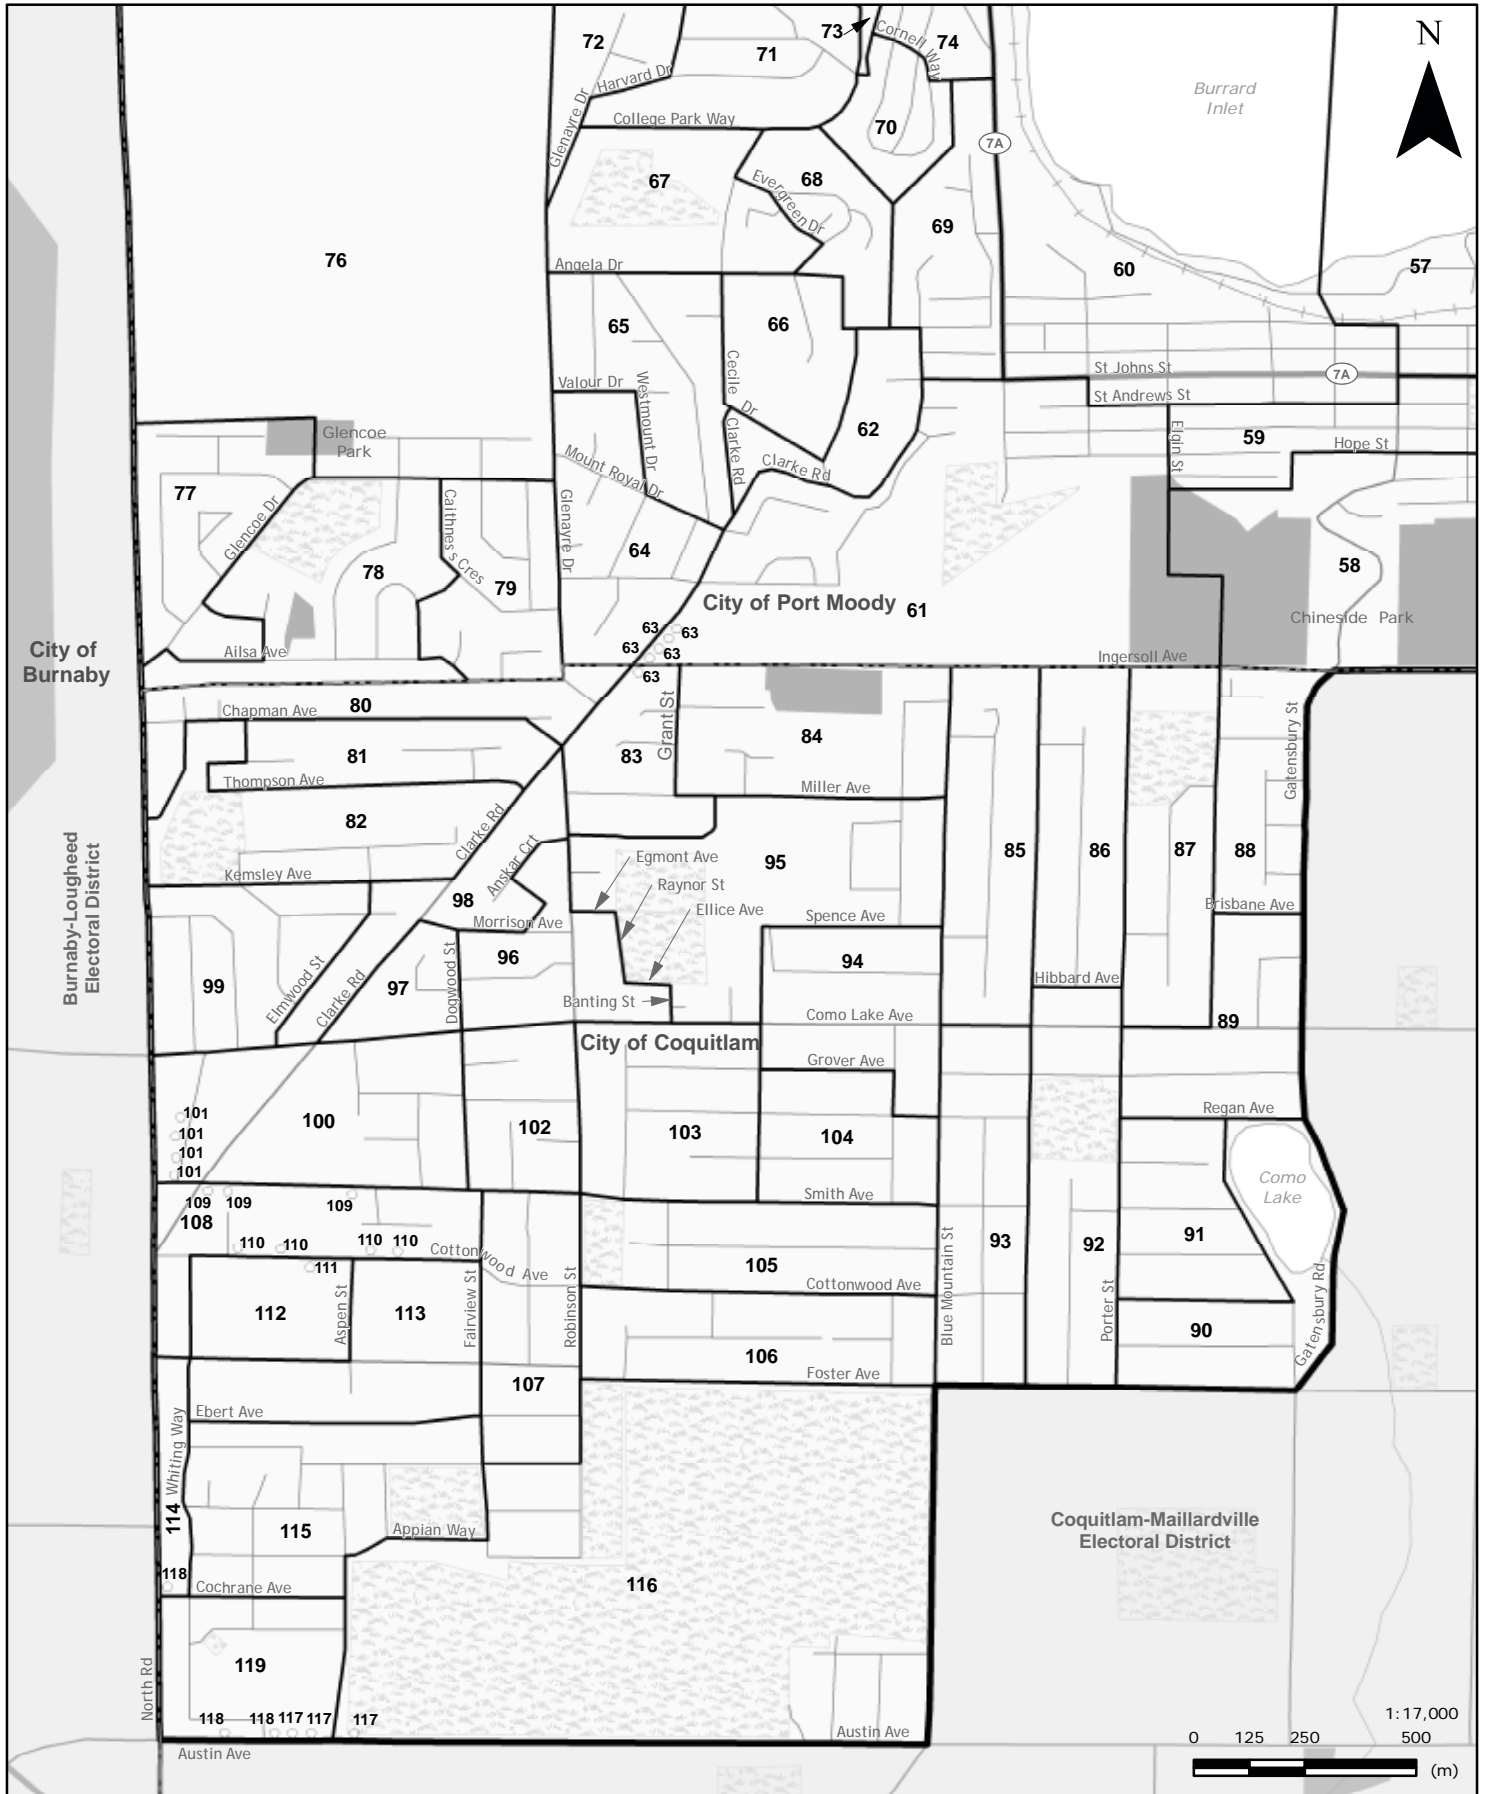 72
73
71
Cornell Way
74
N
Harvard Dr
Glenayre Dr
College Park Way
70
7A
Burrard
Inlet
67
68
Evergreen Dr
69
76
Angela Dr
60
57
65
66
Valour Dr
Westmount Dr
Cecile Dr
St Johns St
7A
St Andrews St
Glencoe
Park
62
Elgin St
59
Hope St
Clarke Rd
Clarke Rd
Mount Royal Dr
77
Glencoe Dr
Caithness Cres
Glenayre Dr
64
78
79
58
City of Port Moody
61
Chineside Park
63
63
63
63
63
City of
Burnaby
Ailsa Ave
Ingersoll Ave
80
Chapman Ave
Grant St
84
Gatensbury St
81
83
Thompson Ave
Miller Ave
82
Clarke Rd
Anskar Crt
Egmont Ave
95
85
86
87
88
Kemsley Ave
Raynor St
98
Ellice Ave
Brisbane Ave
Morrison Ave
Spence Ave
Burnaby-Lougheed
Electoral District
96
94
99
Elmwood St
Clarke Rd
97
Dogwood St
Hibbard Ave
Banting St
Como Lake Ave
89
City of Coquitlam
Grover Ave
101
100
102
103
104
Regan Ave
101
101
101
Como
Lake
Smith Ave
109
109
109
108
110
110
110
110
Cottonwood Ave
111
105
Blue Mountain St
93
92
91
Cottonwood Ave
112
Aspen St
113
Fairview St
Robinson St
Porter St
90
Gatensbury Rd
106
Foster Ave
107
Ebert Ave
Whiting Way
114
115
Appian Way
Coquitlam-Maillardville
Electoral District
118
Cochrane Ave
116
119
North Rd
118
118
117
117
117
Austin Ave
Austin Ave
1:17,000
0 125 250 500
(m)